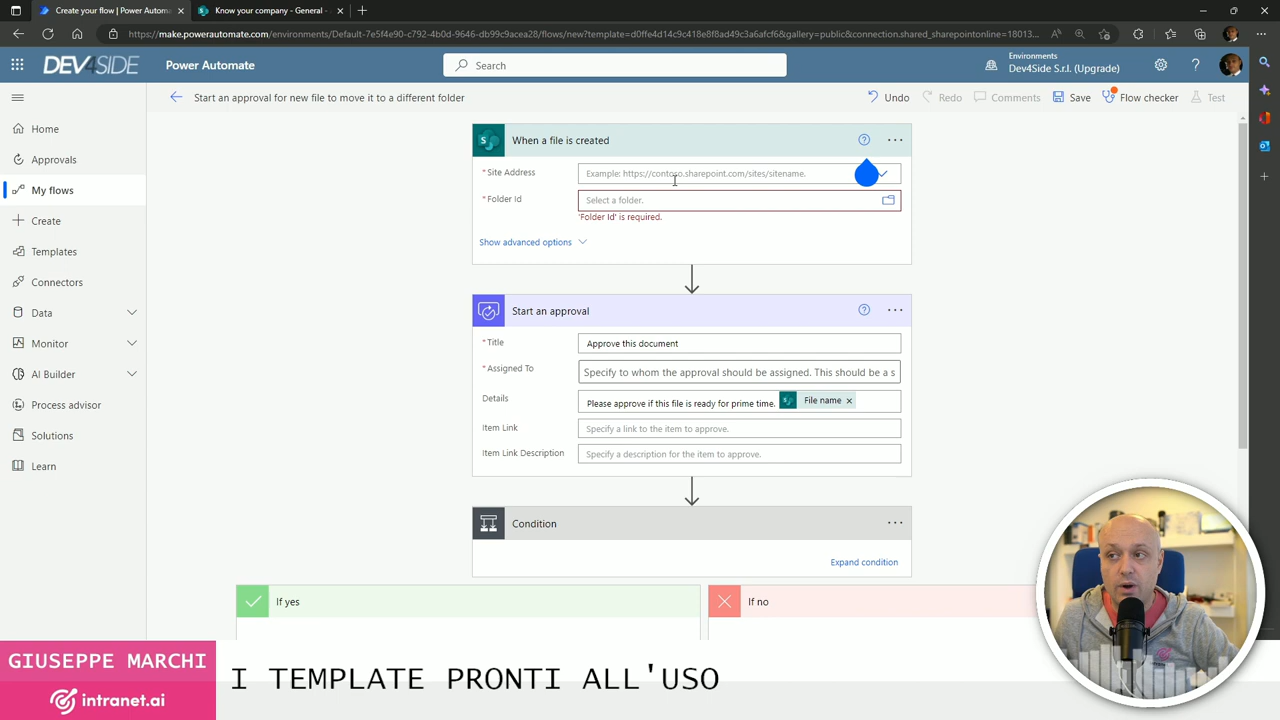 Create your flow | Power Automate
Know your company - General -
https://make.powerautomate.com/environments/Default-7e5f4e90-c792-4b0d-9646-db99c9acea28/flows/new?template=d0ffe4d14c9c418e8f8ad49c3a6afcf6&gallery=public&connection.shared_sharepointonline=18013...
DEV4SIDE
Power Automate
Search
Environments
Dev4Side S.r.l. (Upgrade)
Start an approval for new file to move it to a different folder
Undo
Redo
Comments
Save
Flow checker
Test
Home
Approvals
My flows
Create
Templates
Connectors
Data
Monitor
AI Builder
Process advisor
Solutions
Learn
When a file is created
* Site Address
Example: https://contoso.sharepoint.com/sites/sitename.
* Folder Id
Select a folder.
'Folder Id' is required.
Show advanced options
Start an approval
* Title
Approve this document
* Assigned To
Specify to whom the approval should be assigned. This should be a s
Details
Please approve if this file is ready for prime time. File name ×
Item Link
Specify a link to the item to approve.
Item Link Description
Specify a description for the item to approve.
Condition
Expand condition
If yes
If no
GIUSEPPE MARCHI
intranet.ai
I TEMPLATE PRONTI ALL'USO